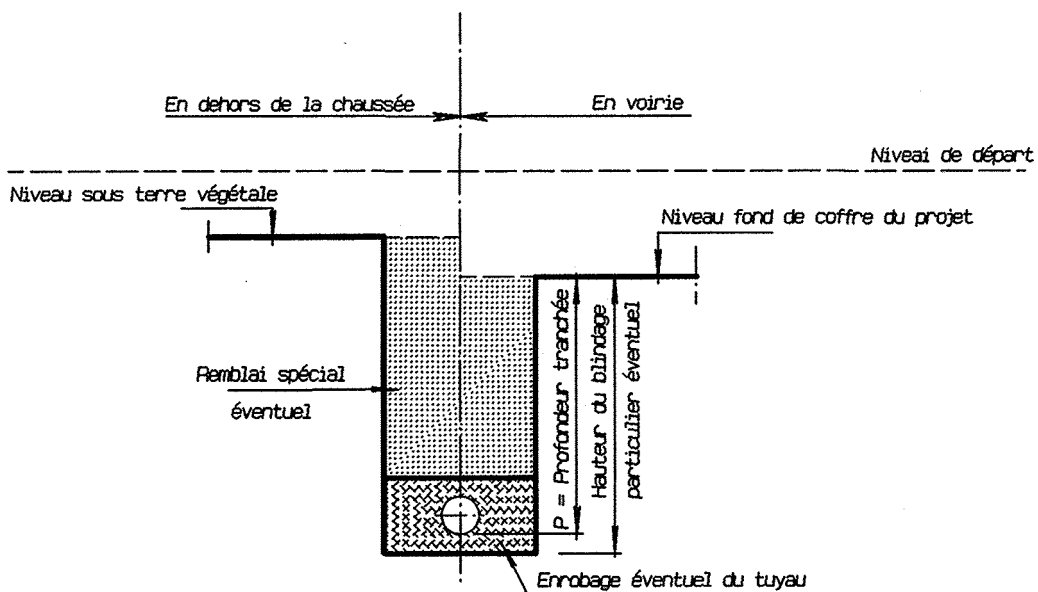 En dehors de la chaussée
En voirie
Niveai de départ
Niveau sous terre végétale
Niveau fond de coffre du projet
Remblai spécial
éventuel
P = Profondeur tranchée
Hauteur du blindage
particulier éventuel
Enrobage éventuel du tuyau